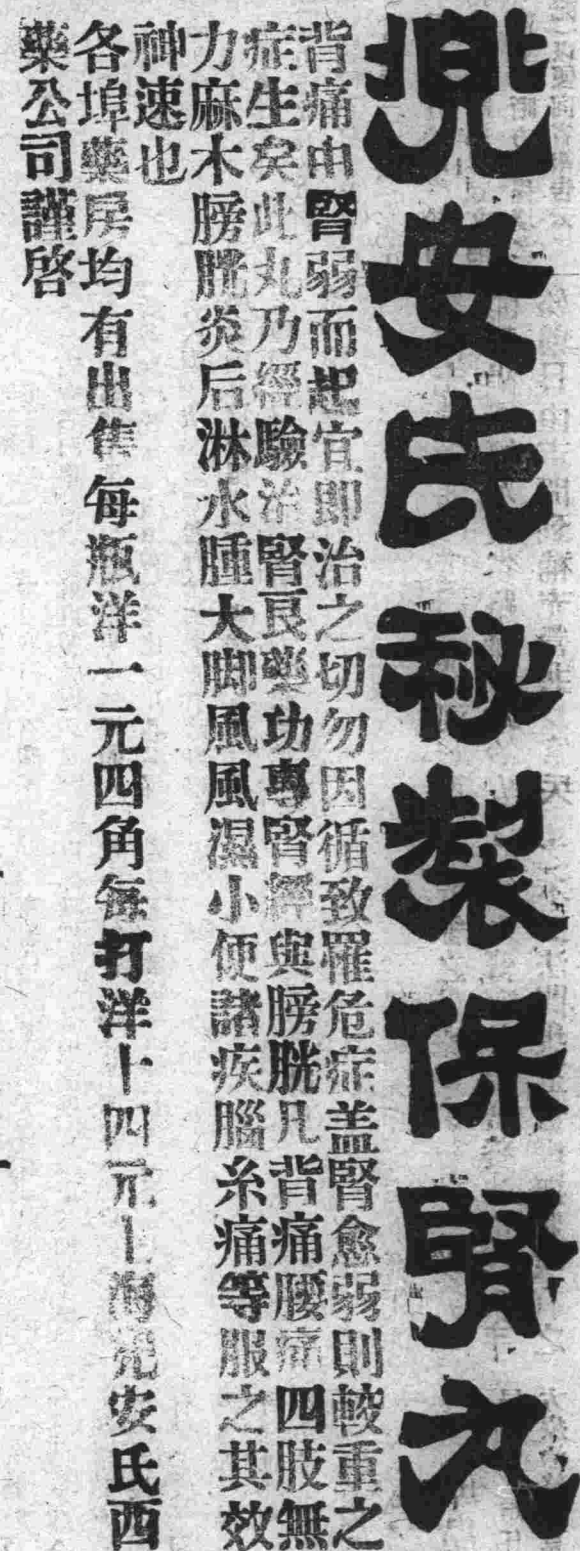 兜安氏秘製保腎丸
背痛由腎弱而起宜即治之切勿因循致罹危症盖腎愈弱則較重之
症生矣此丸乃經驗治腎良藥功專腎經與膀胱凡背痛腰痛四肢無
力麻木膀胱炎后淋水腫大脚風風濕小便諸疾腦糸痛等服之其效
神速也
各埠藥房均有出售每瓶洋一元四角每打洋十四元上海兜安氏西
藥公司謹啓